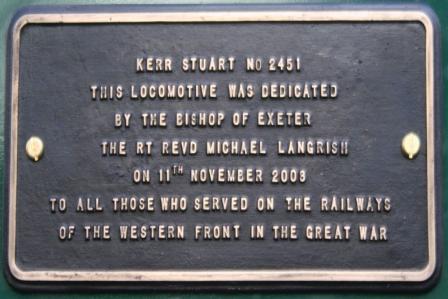 KERR STUART No 2451
THIS LOCOMOTIVE WAS DEDICATED
BY THE BISHOP OF EXETER
THE RT REVD MICHAEL LANGRISH
ON 11TH NOVEMBER 2003
TO ALL THOSE WHO SERVED ON THE RAILWAYS
OF THE WESTERN FRONT IN THE GREAT WAR